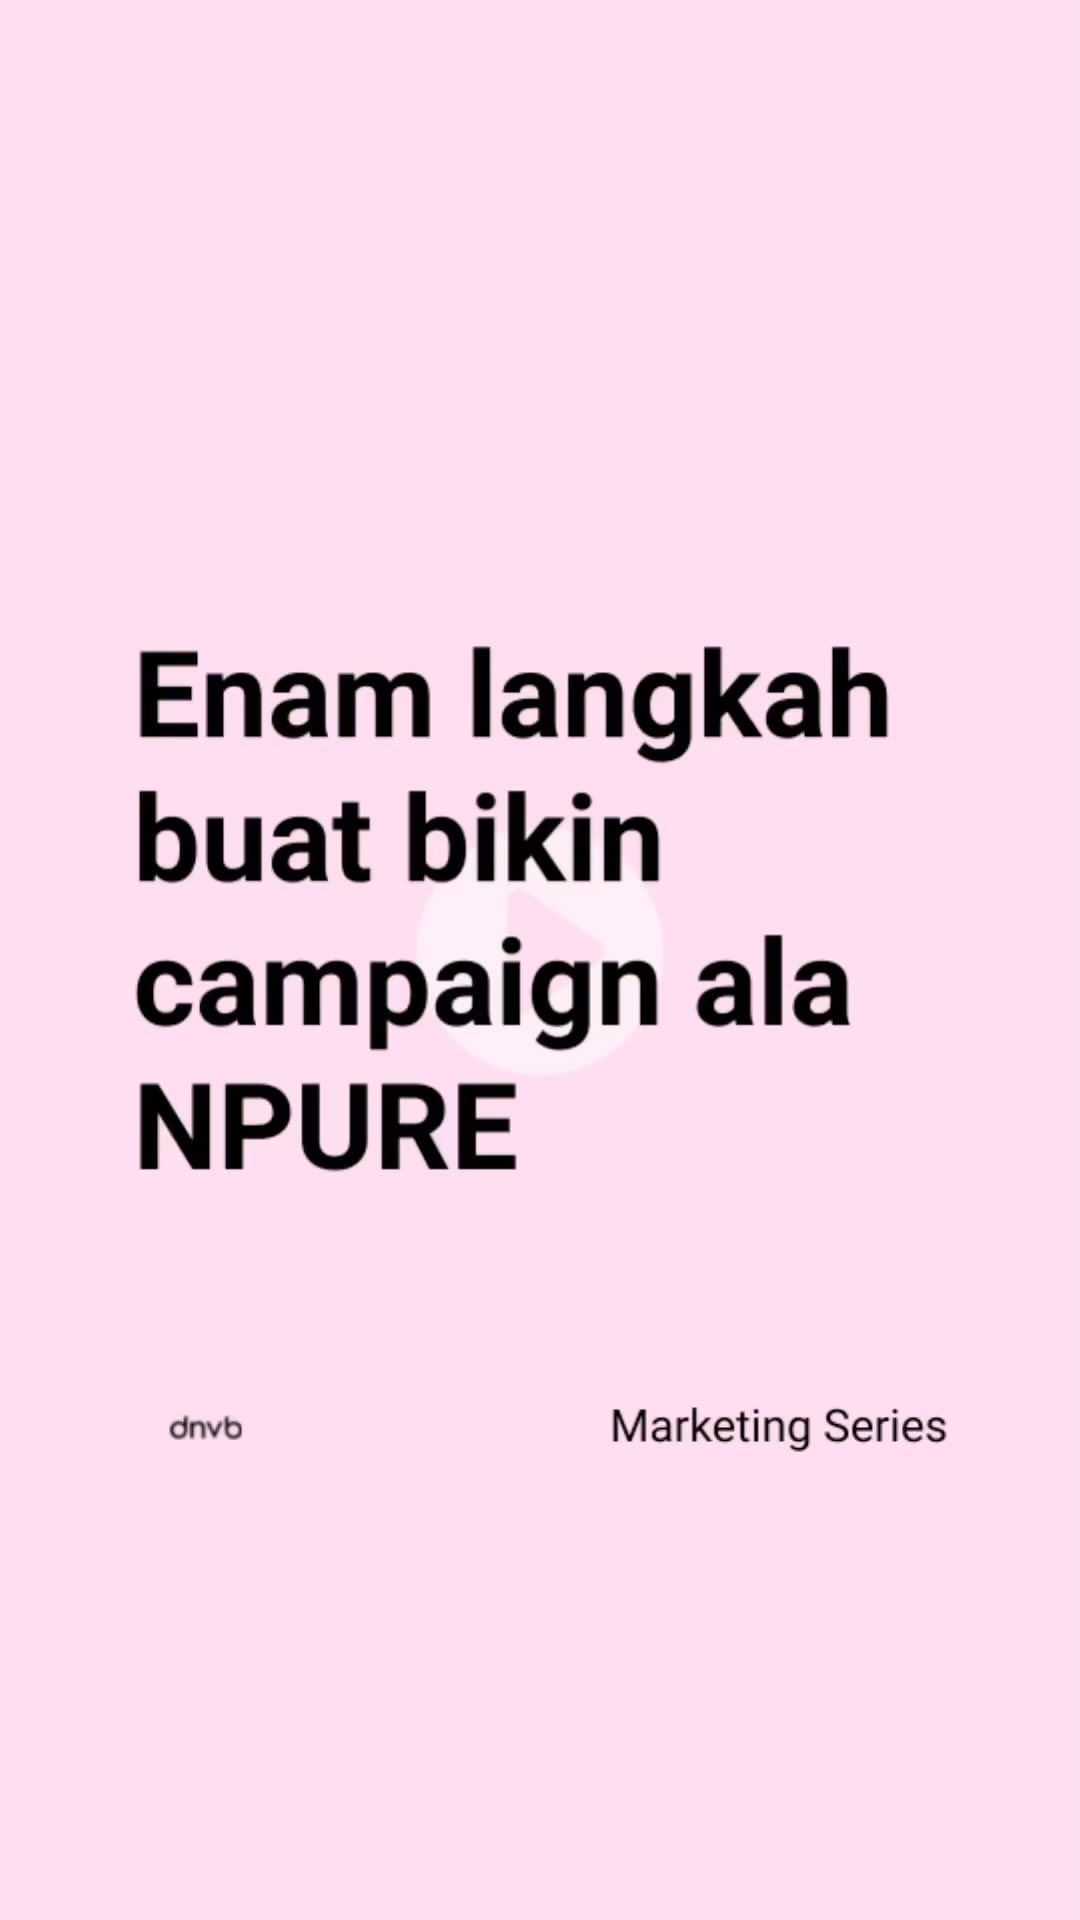 Enam langkah
buat bikin
campaign ala
NPURE
dnvb
Marketing Series